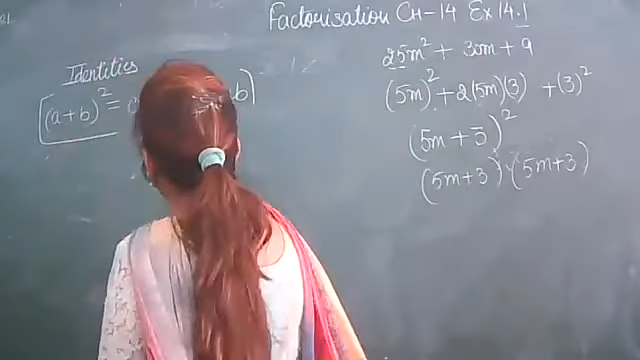 Factorisation CH-14 Ex 14.1
Identities
(a+b)² =
b)
25m² + 30m + 9
(5m)² + 2(5m)(3) + (3)²
(5m + 3)²
(5m+3) (5m+3)